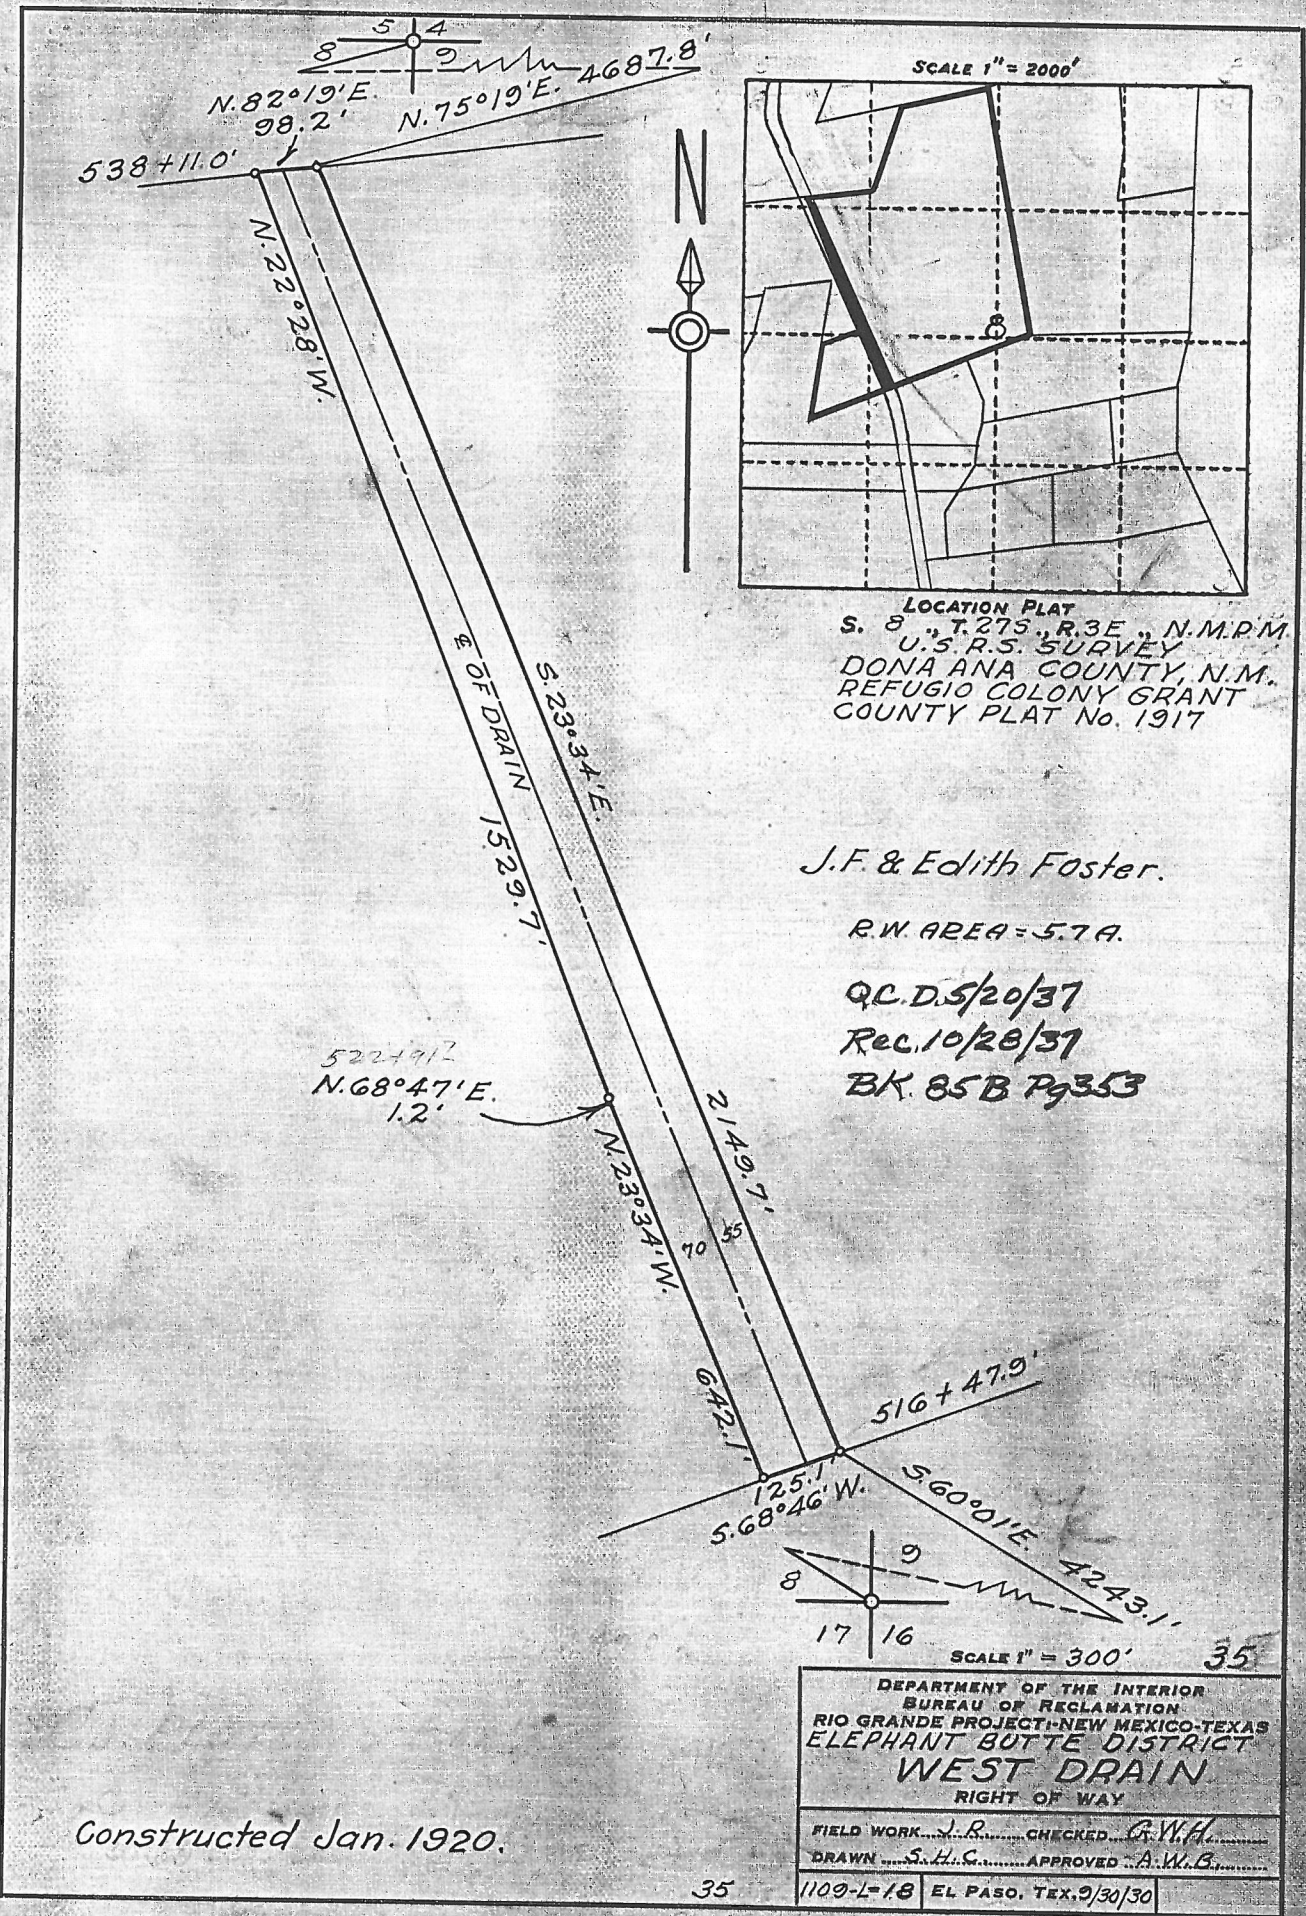 5 4
8 9
N.82°19'E.
98.2'
N.75°19'E. 4687.8'
538+11.0'
N.22°28'W.
1529.7'
℄ OF DRAIN
S.23°34'E.
2149.7'
N
SCALE 1"=2000'
8
LOCATION PLAT
S. 8 ., T.27S., R.3E ., N.M.P.M.
U.S.R.S. SURVEY
DONA ANA COUNTY, N.M.
REFUGIO COLONY GRANT
COUNTY PLAT No. 1917
J.F. & Edith Foster.
R.W. AREA = 5.7 A.
Q.C.D. 5/20/37
Rec. 10/28/37
BK. 85B Pg353
N.68°47'E.
1.2'
N.23°34'W.
642.1'
70 55
516 + 47.9'
125.1'
S.68°46'W.
S.60°01'E. 4243.1'
8 9
17 16
SCALE 1" = 300'
35
DEPARTMENT OF THE INTERIOR
BUREAU OF RECLAMATION
RIO GRANDE PROJECT:-NEW MEXICO-TEXAS
ELEPHANT BUTTE DISTRICT
WEST DRAIN
RIGHT OF WAY
FIELD WORK...J.R......CHECKED...G.W.H.
DRAWN....S.H.C.......APPROVED..A.W.B.
1109-L-18 EL PASO, TEX. 9/30/30
Constructed Jan. 1920.
35